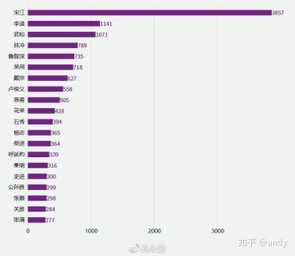 宋江 3857
李逵 1141
武松 1071
林冲 789
鲁智深 735
吴用 718
戴宗 627
卢俊义 558
燕青 505
花荣 428
石秀 394
杨志 365
柴进 364
呼延灼 339
秦明 316
史进 300
公孙胜 299
张顺 298
关胜 284
张清 277
0 1000 2000 3000
知乎 @andy